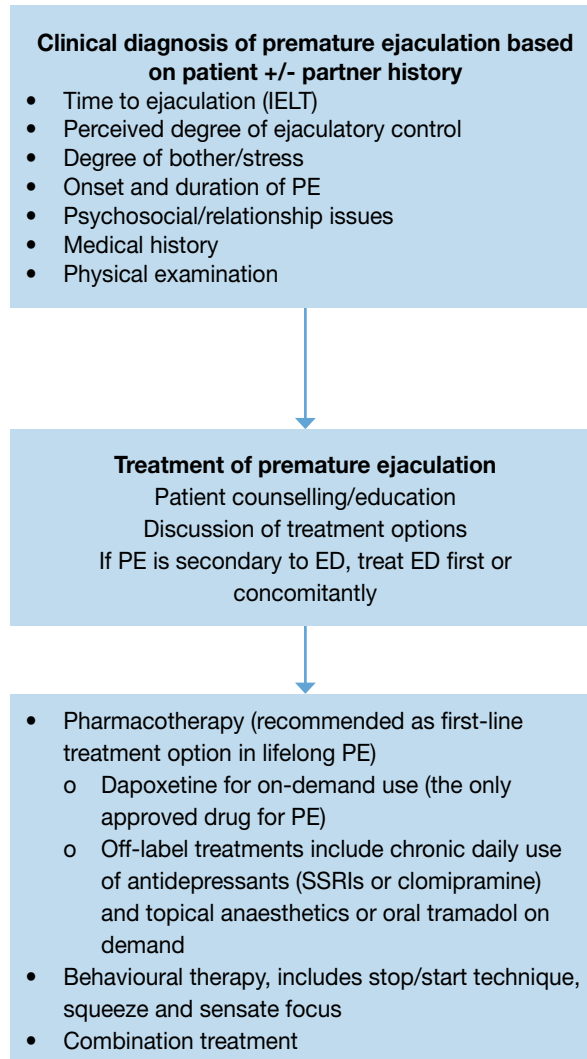 Clinical diagnosis of premature ejaculation based
on patient +/- partner history
• Time to ejaculation (IELT)
• Perceived degree of ejaculatory control
• Degree of bother/stress
• Onset and duration of PE
• Psychosocial/relationship issues
• Medical history
• Physical examination
Treatment of premature ejaculation
Patient counselling/education
Discussion of treatment options
If PE is secondary to ED, treat ED first or
concomitantly
• Pharmacotherapy (recommended as first-line
treatment option in lifelong PE)
o Dapoxetine for on-demand use (the only
approved drug for PE)
o Off-label treatments include chronic daily use
of antidepressants (SSRIs or clomipramine)
and topical anaesthetics or oral tramadol on
demand
• Behavioural therapy, includes stop/start technique,
squeeze and sensate focus
• Combination treatment